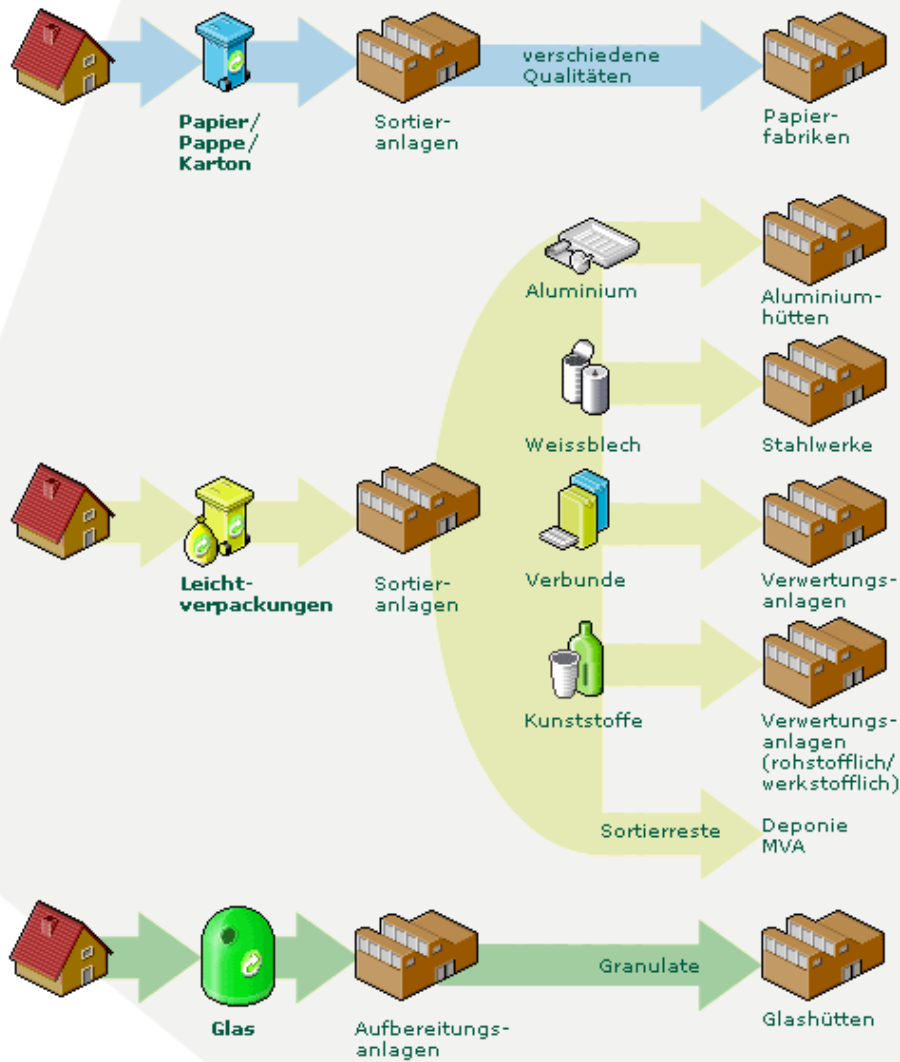 verschiedene
Qualitäten
Papier/
Pappe/
Karton
Sortier-
anlagen
Papier-
fabriken
Aluminium
Aluminium-
hütten
Weissblech
Stahlwerke
Leicht-
verpackungen
Sortier-
anlagen
Verbunde
Verwertungs-
anlagen
Kunststoffe
Verwertungs-
anlagen
(rohstofflich/
werkstofflich)
Sortierreste
Deponie
MVA
Granulate
Glas
Aufbereitungs-
anlagen
Glashütten